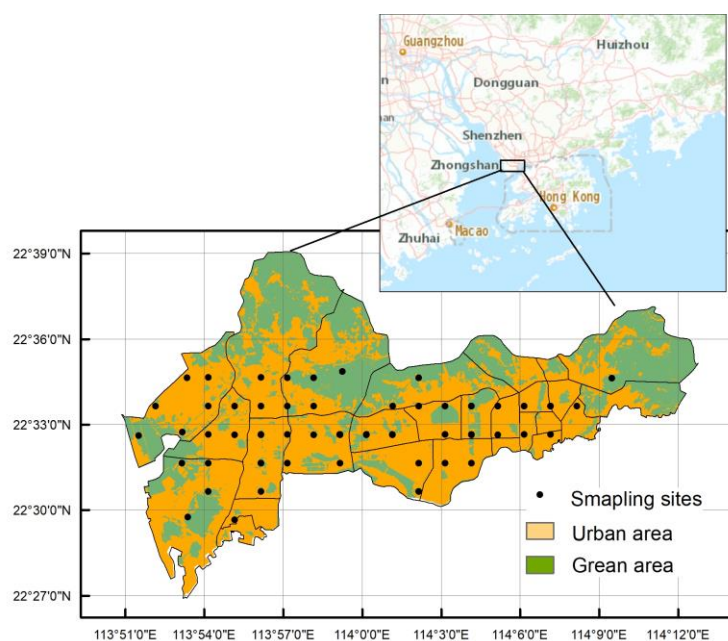 Guangzhou
Huizhou
Dongguan
Shenzhen
Zhongshan
Hong Kong
Macao
Zhuhai
22°39'0"N
22°36'0"N
22°33'0"N
22°30'0"N
22°27'0"N
Smapling sites
Urban area
Grean area
113°51'0"E 113°54'0"E 113°57'0"E 114°0'0"E 114°3'0"E 114°6'0"E 114°9'0"E 114°12'0"E